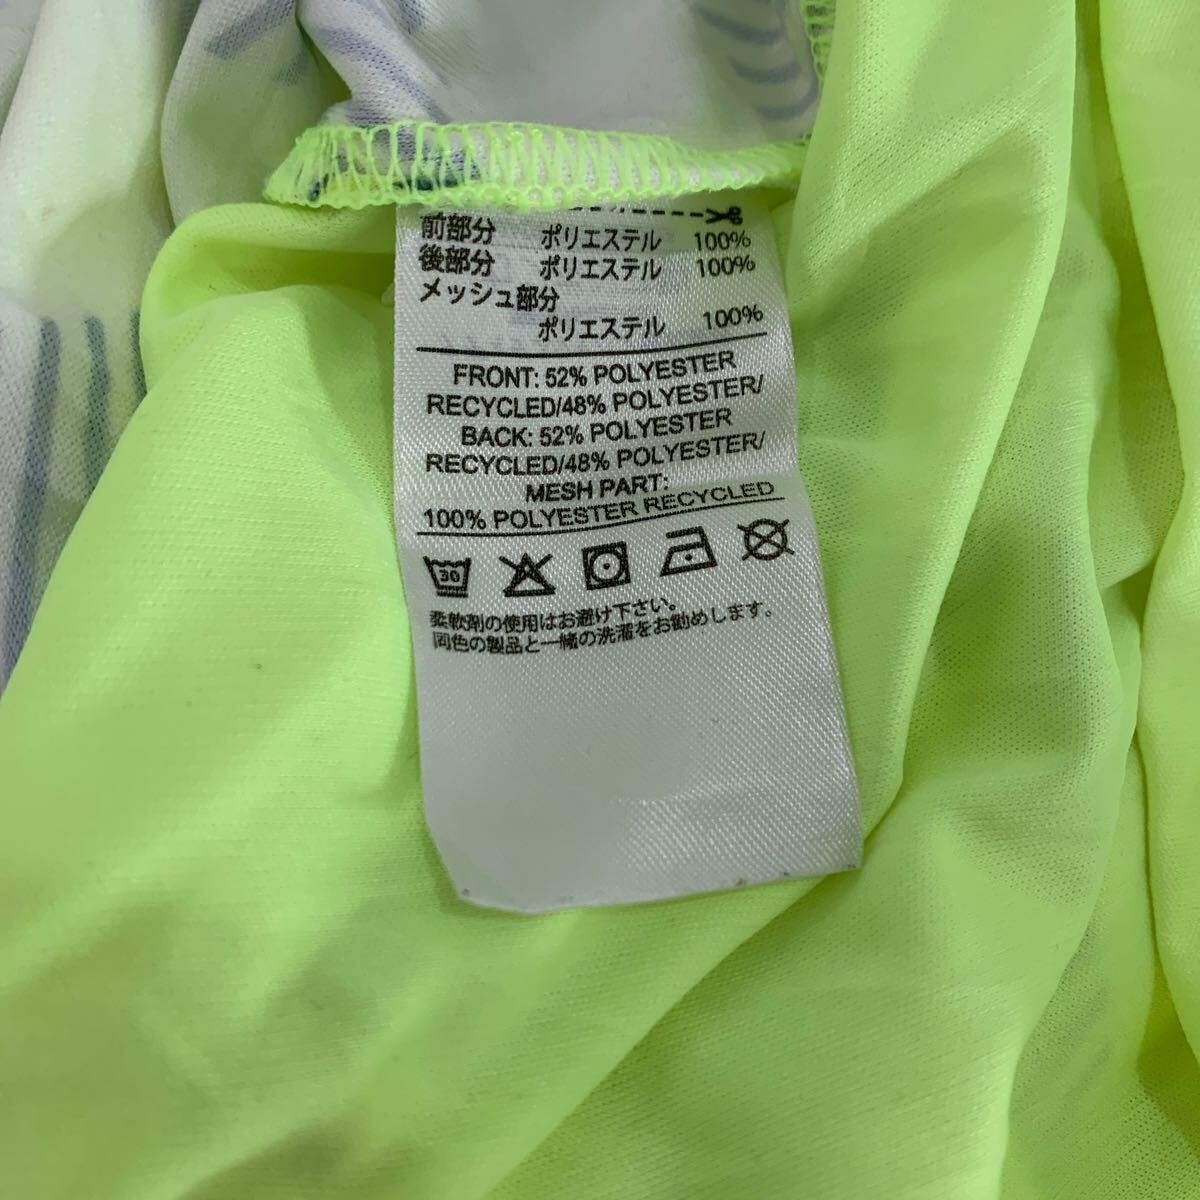 前部分 ポリエステル 100%
後部分 ポリエステル 100%
メッシュ部分
ポリエステル 100%
FRONT: 52% POLYESTER
RECYCLED/48% POLYESTER/
BACK: 52% POLYESTER
RECYCLED/48% POLYESTER/
MESH PART:
100% POLYESTER RECYCLED
30
柔軟剤の使用はお避け下さい。
同色の製品と一緒の洗濯をお勧めします。